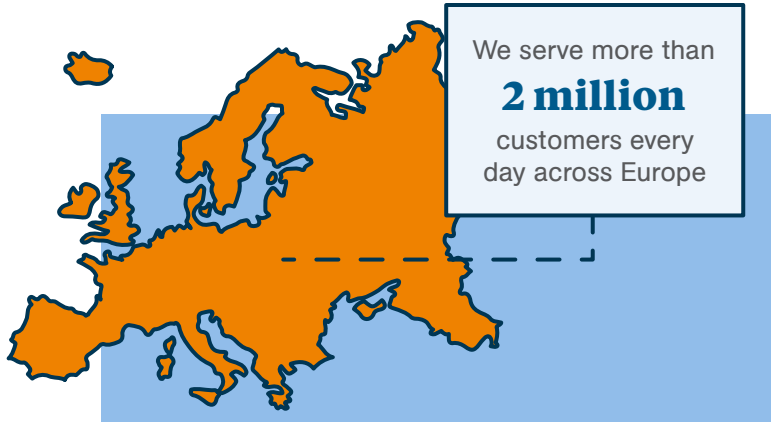 We serve more than
2 million
customers every
day across Europe